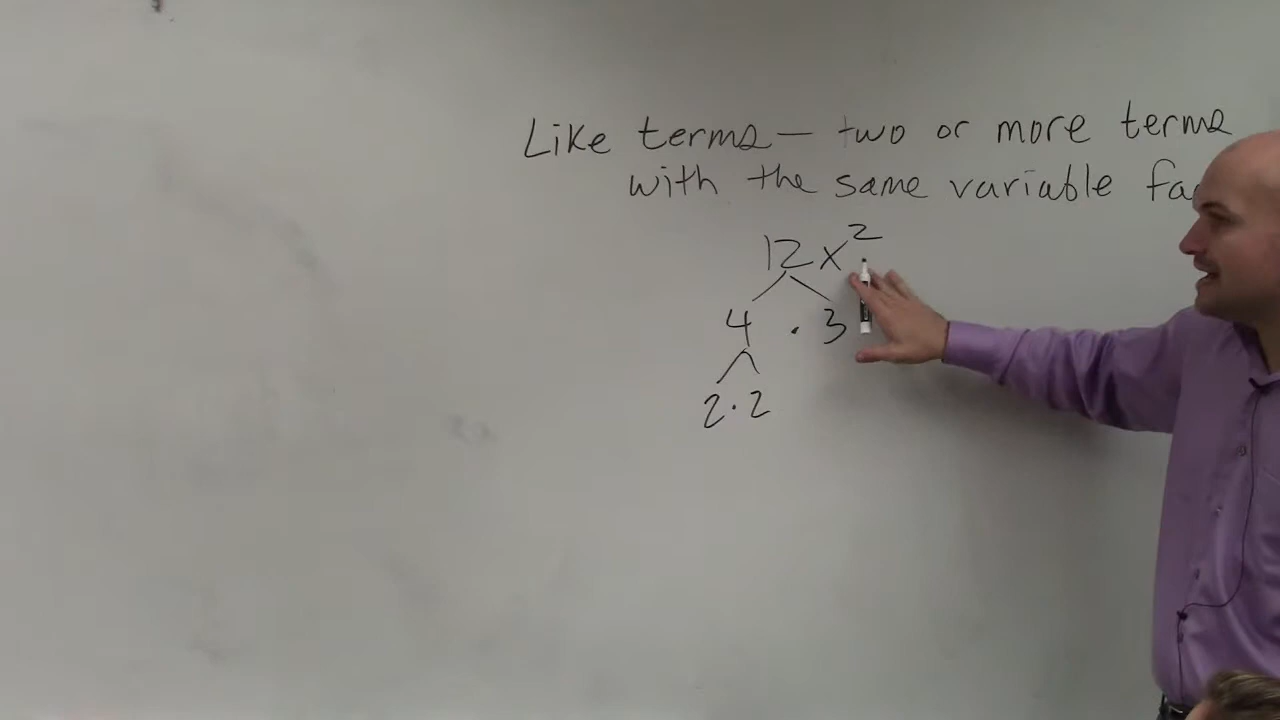 Like terms — two or more terms
with the same variable
12x²
4 · 3
2 · 2